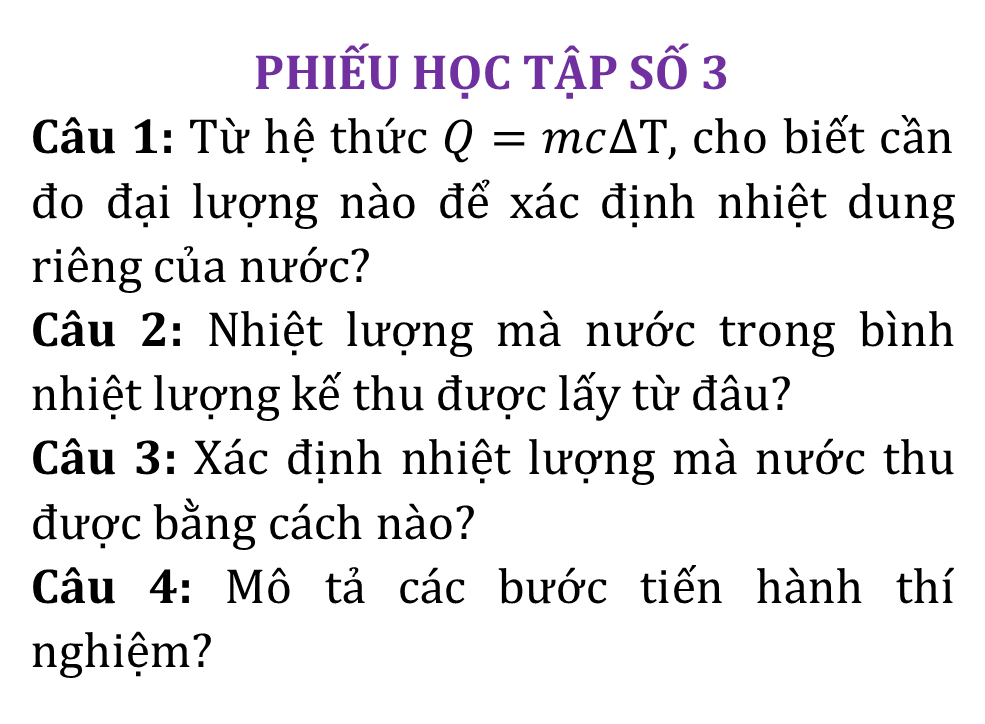 PHIẾU HỌC TẬP SỐ 3
Câu 1: Từ hệ thức Q = mcΔT, cho biết cần
đo đại lượng nào để xác định nhiệt dung
riêng của nước?
Câu 2: Nhiệt lượng mà nước trong bình
nhiệt lượng kế thu được lấy từ đâu?
Câu 3: Xác định nhiệt lượng mà nước thu
được bằng cách nào?
Câu 4: Mô tả các bước tiến hành thí
nghiệm?